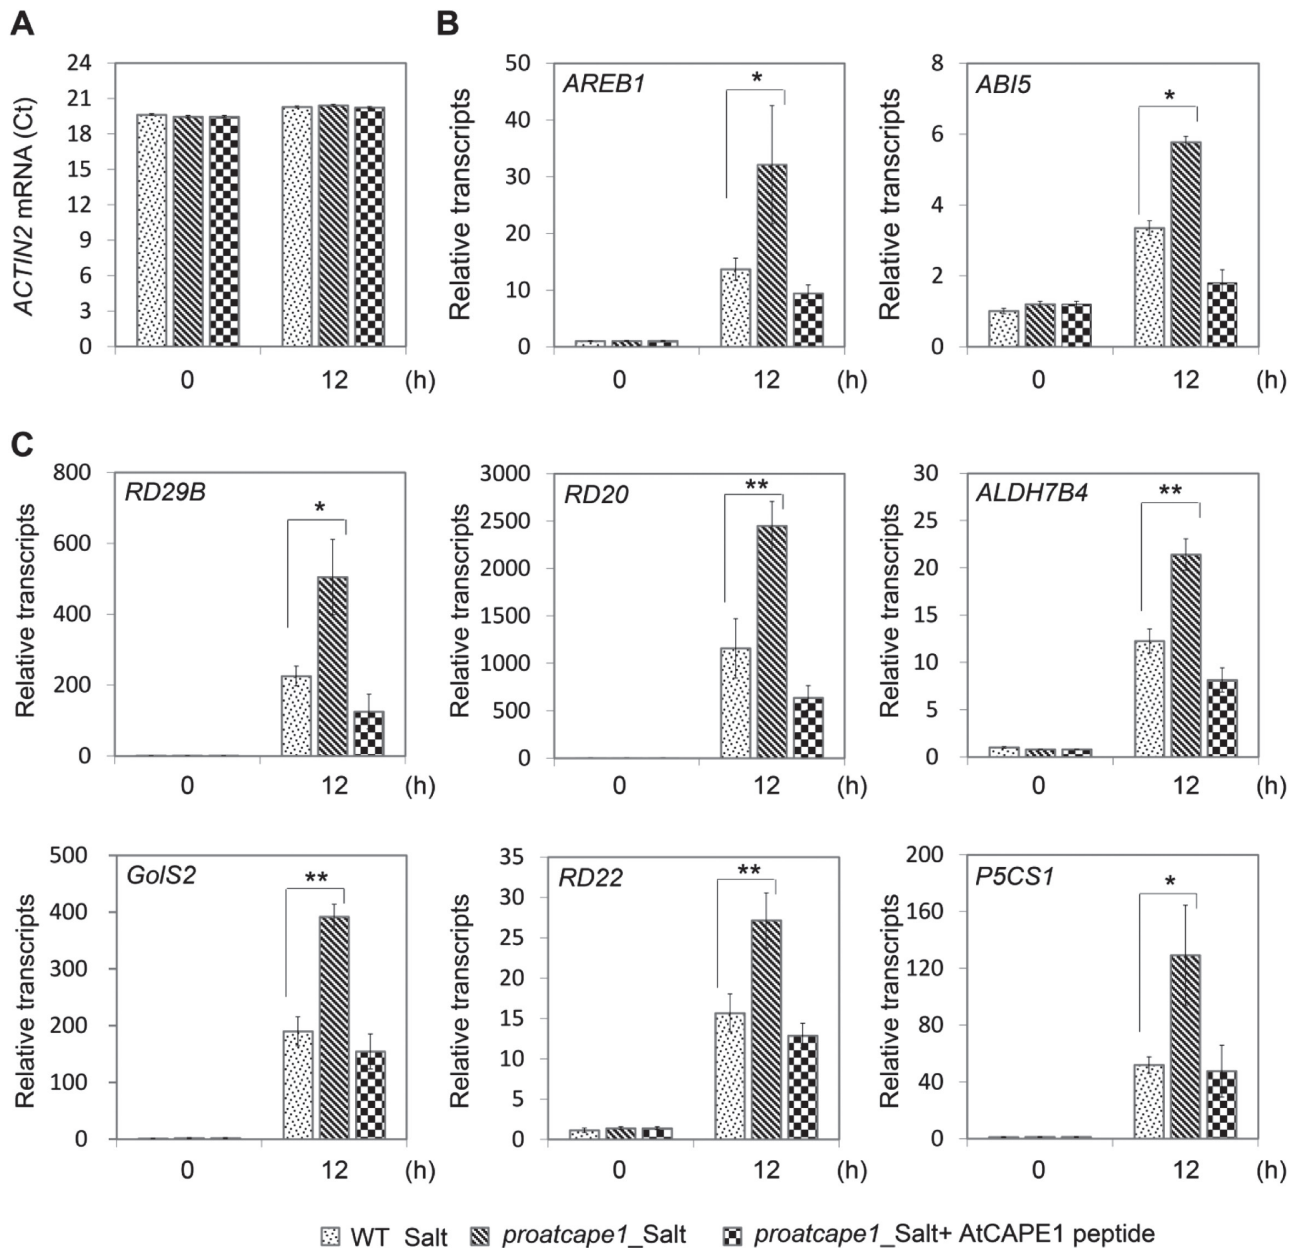 A
ACTIN2 mRNA (Ct)
24
21
18
15
12
9
6
3
0
0 12 (h)
B
Relative transcripts
50
40
30
20
10
0
AREB1
*
0 12 (h)
Relative transcripts
8
6
4
2
0
ABI5
*
0 12 (h)
C
Relative transcripts
800
600
400
200
0
RD29B
*
0 12 (h)
Relative transcripts
3000
2500
2000
1500
1000
500
0
RD20
**
0 12 (h)
Relative transcripts
30
25
20
15
10
5
0
ALDH7B4
**
0 12 (h)
Relative transcripts
500
400
300
200
100
0
GolS2
**
0 12 (h)
Relative transcripts
35
30
25
20
15
10
5
0
RD22
**
0 12 (h)
Relative transcripts
200
160
120
80
40
0
P5CS1
*
0 12 (h)
WT Salt proatcape1_Salt proatcape1_Salt+ AtCAPE1 peptide